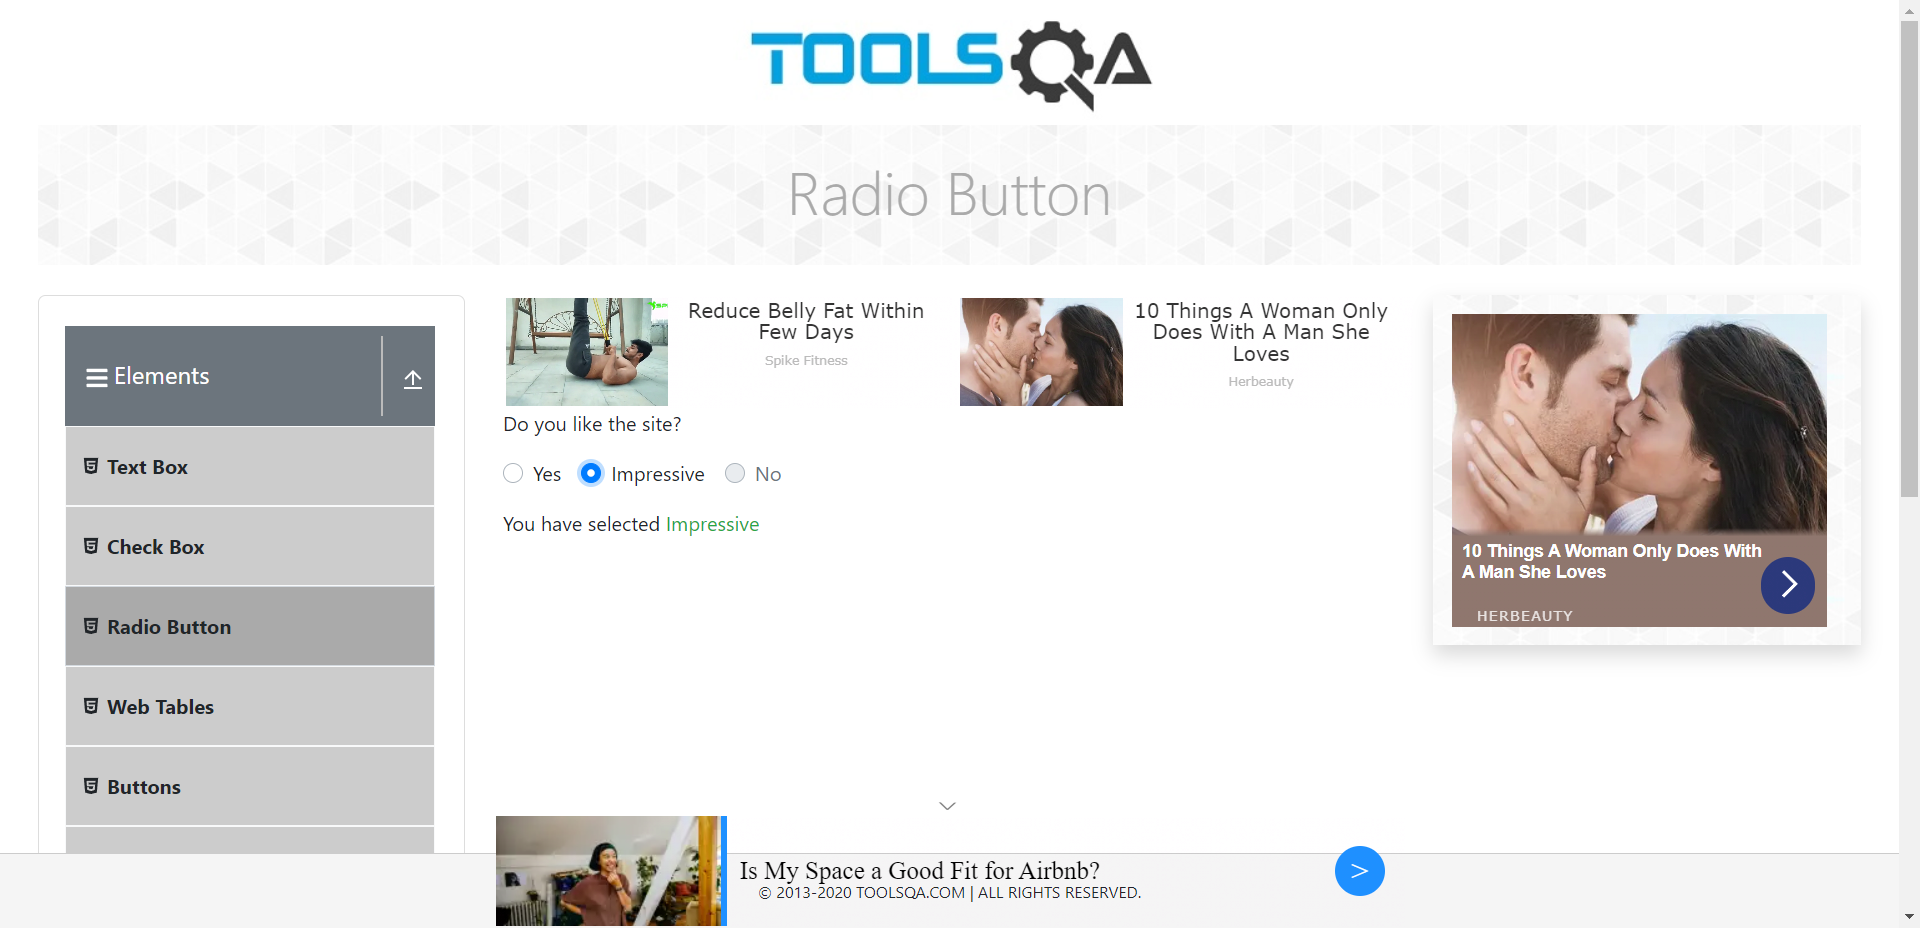 TOOLSQA
Radio Button
Elements
Text Box
Check Box
Radio Button
Web Tables
Buttons
Reduce Belly Fat Within
Few Days
Spike Fitness
10 Things A Woman Only
Does With A Man She
Loves
Herbeauty
Do you like the site?
Yes
Impressive
No
You have selected Impressive
10 Things A Woman Only Does With
A Man She Loves
HERBEAUTY
Is My Space a Good Fit for Airbnb?
>
© 2013-2020 TOOLSQA.COM | ALL RIGHTS RESERVED.